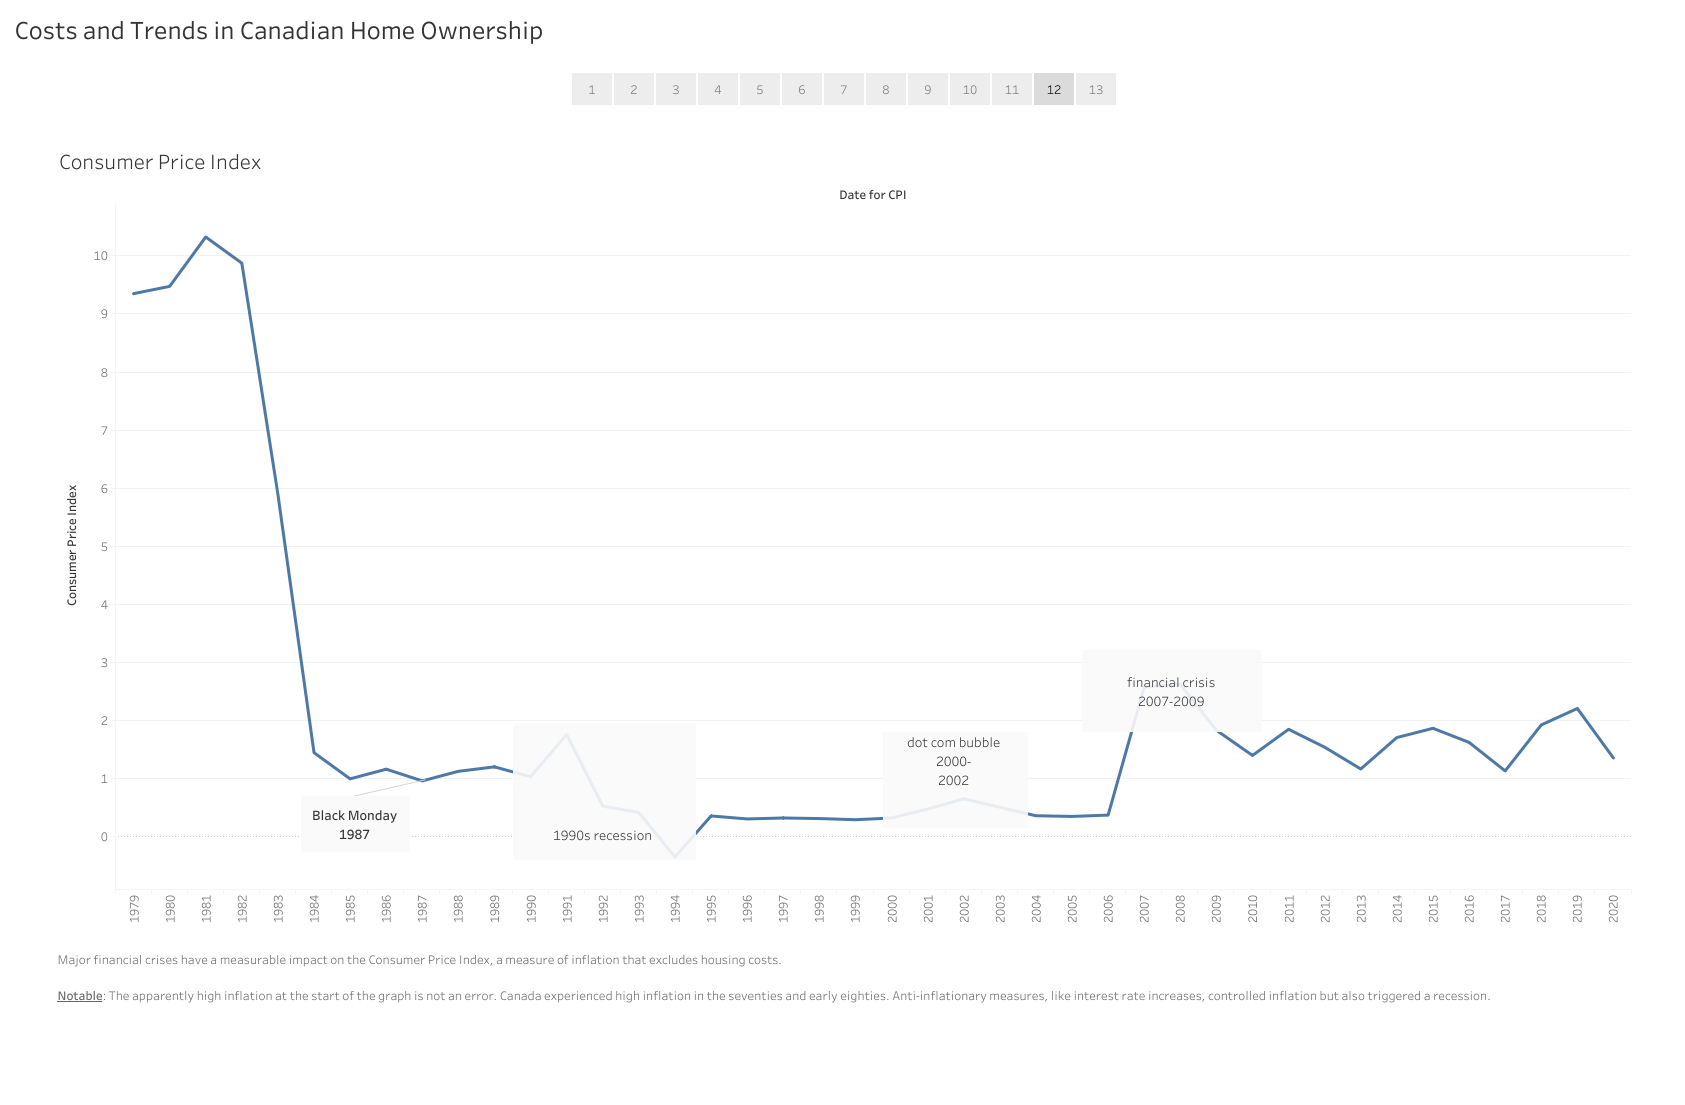 Costs and Trends in Canadian Home Ownership
1 2 3 4 5 6 7 8 9 10 11 12 13
Consumer Price Index
Date for CPI
10
9
8
7
6
5
4
3
2
1
0
Consumer Price Index
financial crisis
2007-2009
dot com bubble
2000-
2002
Black Monday
1987
1990s recession
1979 1980 1981 1982 1983 1984 1985 1986 1987 1988 1989 1990 1991 1992 1993 1994 1995 1996 1997 1998 1999 2000 2001 2002 2003 2004 2005 2006 2007 2008 2009 2010 2011 2012 2013 2014 2015 2016 2017 2018 2019 2020
Major financial crises have a measurable impact on the Consumer Price Index, a measure of inflation that excludes housing costs.
Notable: The apparently high inflation at the start of the graph is not an error. Canada experienced high inflation in the seventies and early eighties. Anti-inflationary measures, like interest rate increases, controlled inflation but also triggered a recession.